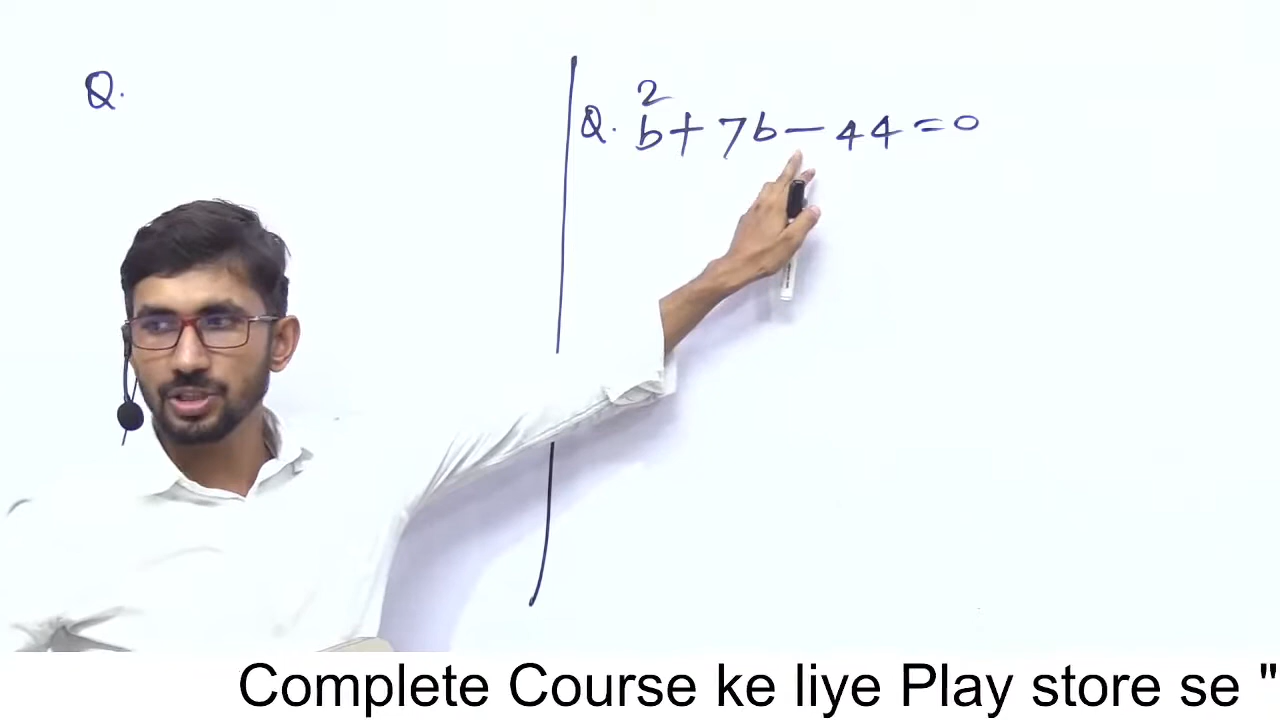 Q.
Q. b² + 7b - 44 = 0
Complete Course ke liye Play store se "